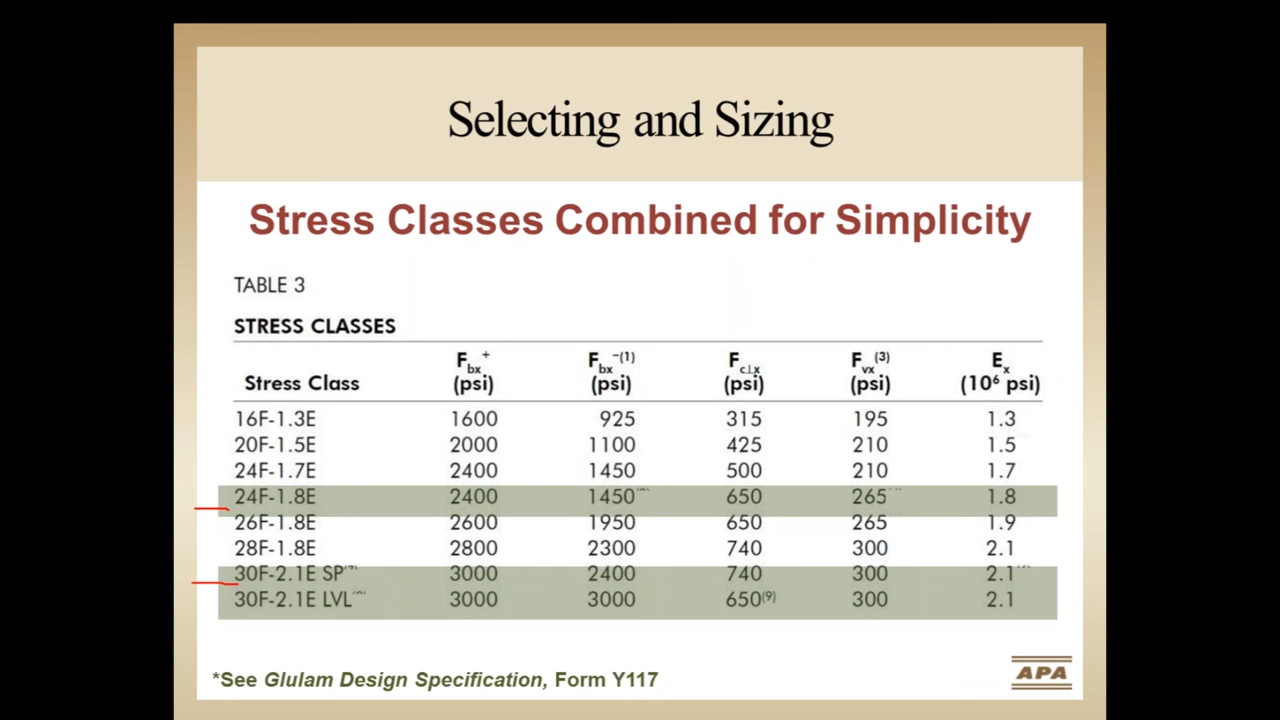 Selecting and Sizing
Stress Classes Combined for Simplicity
TABLE 3
STRESS CLASSES
Stress Class Fbx+ (psi) Fbx−(1) (psi) Fc⊥x (psi) Fvx(3) (psi) Ex (10⁶ psi)
16F-1.3E 1600 925 315 195 1.3
20F-1.5E 2000 1100 425 210 1.5
24F-1.7E 2400 1450 500 210 1.7
24F-1.8E 2400 1450 650 265 1.8
26F-1.8E 2600 1950 650 265 1.9
28F-1.8E 2800 2300 740 300 2.1
30F-2.1E SP 3000 2400 740 300 2.1
30F-2.1E LVL 3000 3000 650(9) 300 2.1
*See Glulam Design Specification, Form Y117
APA